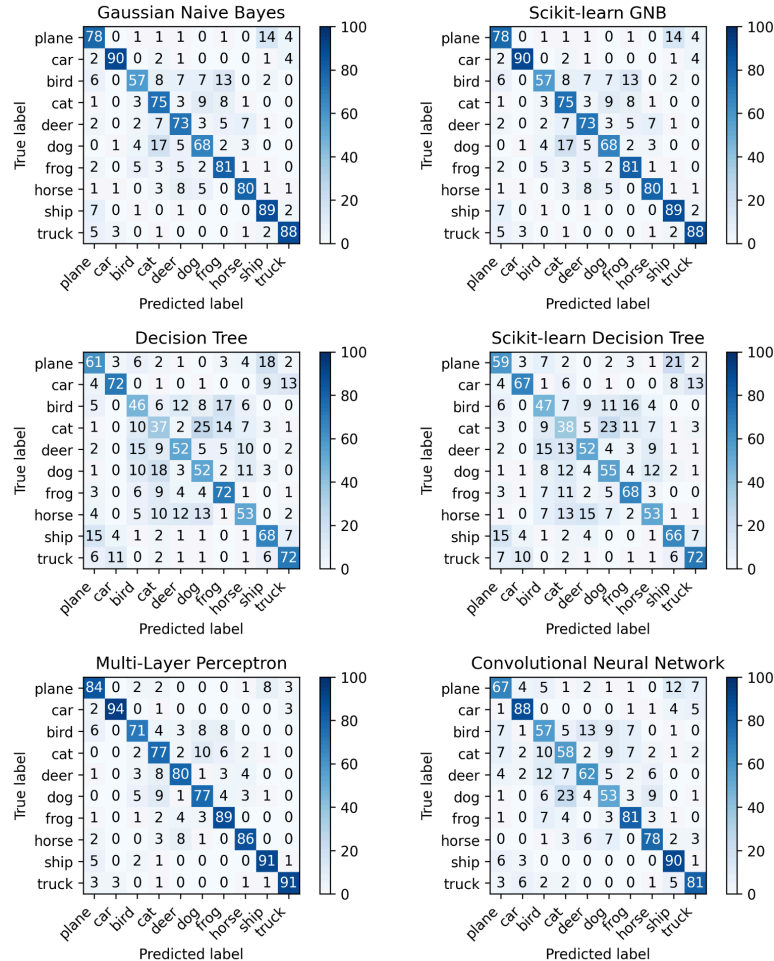 Gaussian Naive Bayes
True label
plane 78 0 1 1 1 0 1 0 14 4
car 2 90 0 0 0 0 2 0 1 4
bird 6 0 57 8 7 7 13 0 2 0
cat 1 0 3 75 3 9 8 1 0 0
deer 2 0 2 7 73 3 5 7 1 0
dog 0 1 4 17 5 68 2 3 0 0
frog 2 0 5 3 5 2 81 1 1 0
horse 1 1 0 3 8 5 0 80 1 1
ship 7 0 1 0 1 0 0 0 89 2
truck 5 3 0 1 0 0 0 1 2 88
plane car bird cat deer dog frog horse ship truck
Predicted label
100
80
60
40
20
0
Scikit-learn GNB
True label
plane 78 0 1 1 1 0 1 0 14 4
car 2 90 0 0 0 0 2 0 1 4
bird 6 0 57 8 7 7 13 0 2 0
cat 1 0 3 75 3 9 8 1 0 0
deer 2 0 2 7 73 3 5 7 1 0
dog 0 1 4 17 5 68 2 3 0 0
frog 2 0 5 3 5 2 81 1 1 0
horse 1 1 0 3 8 5 0 80 1 1
ship 7 0 1 0 1 0 0 0 89 2
truck 5 3 0 1 0 0 0 1 2 88
plane car bird cat deer dog frog horse ship truck
Predicted label
100
80
60
40
20
0
Decision Tree
True label
plane 61 3 6 2 1 0 3 4 18 2
car 4 72 0 1 0 1 0 0 9 13
bird 5 0 46 6 12 8 17 6 0 0
cat 1 0 10 37 2 25 14 7 3 1
deer 2 0 15 9 52 5 5 10 0 2
dog 1 0 10 18 3 52 2 11 3 0
frog 3 0 6 9 4 4 72 1 0 1
horse 4 0 5 10 12 13 1 53 0 2
ship 15 4 1 2 1 1 0 1 68 7
truck 6 11 0 2 1 1 0 1 6 72
plane car bird cat deer dog frog horse ship truck
Predicted label
100
80
60
40
20
0
Scikit-learn Decision Tree
True label
plane 59 3 7 2 0 2 3 1 21 2
car 4 67 1 6 0 1 0 0 8 13
bird 6 0 47 7 9 11 16 4 0 0
cat 3 0 9 38 5 23 11 7 1 3
deer 2 0 15 13 52 4 3 9 1 1
dog 1 1 8 12 4 55 4 12 2 1
frog 3 1 7 11 2 5 68 3 0 0
horse 1 0 7 13 15 7 2 53 1 1
ship 15 4 1 2 1 0 0 4 66 7
truck 7 10 0 2 1 0 1 1 6 72
plane car bird cat deer dog frog horse ship truck
Predicted label
100
80
60
40
20
0
Multi-Layer Perceptron
True label
plane 84 0 2 2 0 0 0 1 8 3
car 2 94 0 1 0 0 0 0 0 3
bird 6 0 71 4 3 8 8 0 1 0
cat 0 0 2 77 2 10 6 2 1 0
deer 1 0 3 8 80 1 3 4 0 0
dog 0 0 5 9 1 77 4 3 0 0
frog 1 0 1 2 4 3 89 0 0 0
horse 2 0 0 3 8 1 0 86 0 0
ship 5 0 2 1 0 0 0 0 91 1
truck 3 3 0 1 0 0 0 1 1 91
plane car bird cat deer dog frog horse ship truck
Predicted label
100
80
60
40
20
0
Convolutional Neural Network
True label
plane 67 4 5 1 2 1 1 0 12 7
car 1 88 0 0 0 0 1 1 4 5
bird 7 1 57 5 13 9 7 0 1 0
cat 7 2 10 58 2 9 7 2 1 2
deer 4 2 12 7 62 5 2 6 0 0
dog 0 1 6 23 4 53 3 9 0 1
frog 1 0 7 4 0 3 81 3 1 0
horse 0 0 1 3 6 7 0 78 2 3
ship 6 3 0 0 0 0 0 0 90 1
truck 3 6 2 2 0 0 0 1 5 81
plane car bird cat deer dog frog horse ship truck
Predicted label
100
80
60
40
20
0